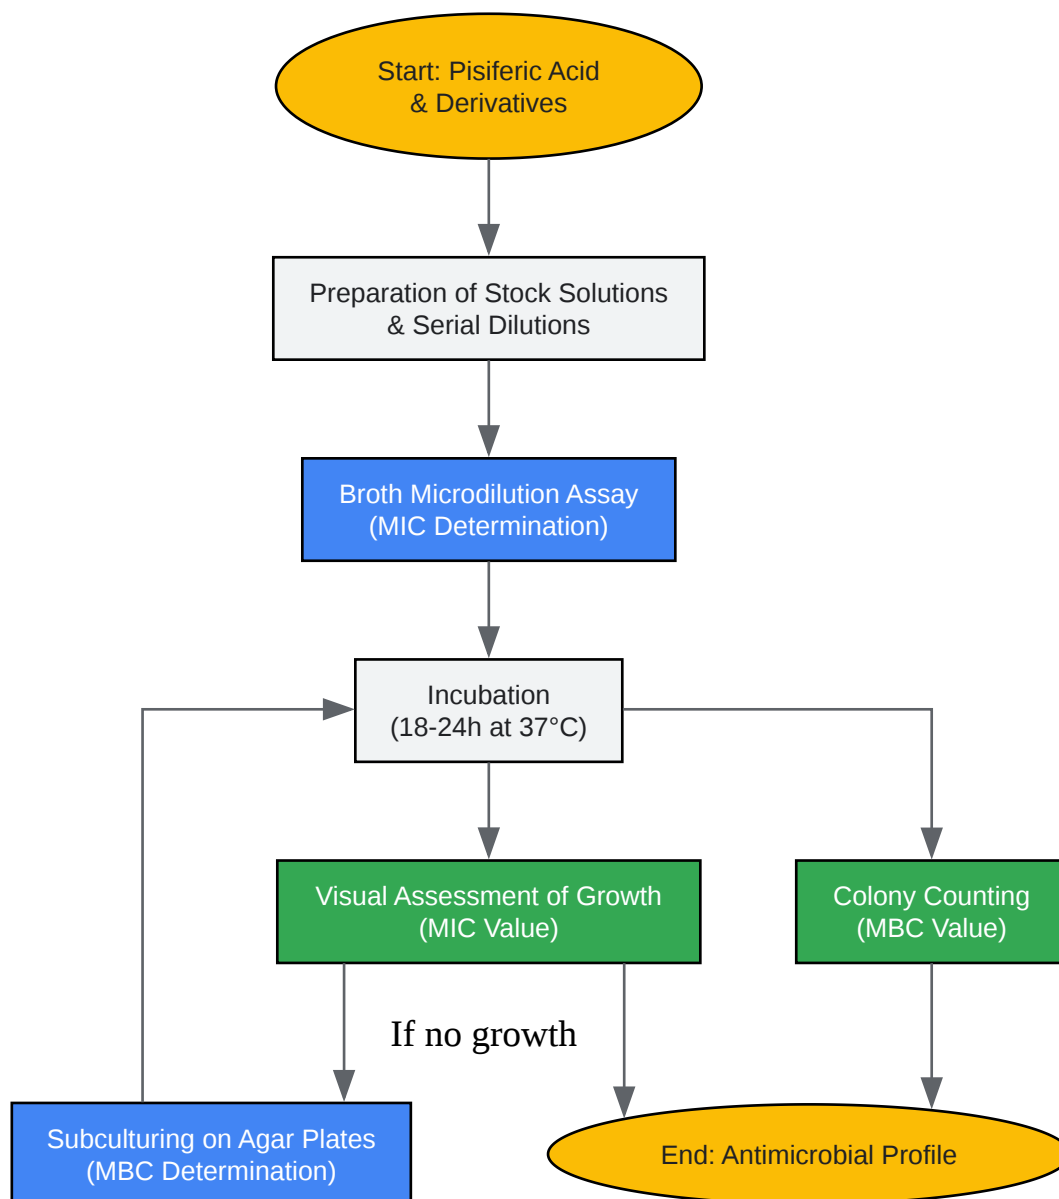 Start: Pisiferic Acid
& Derivatives
Preparation of Stock Solutions
& Serial Dilutions
Broth Microdilution Assay
(MIC Determination)
Incubation
(18-24h at 37°C)
Visual Assessment of Growth
(MIC Value)
Colony Counting
(MBC Value)
If no growth
Subculturing on Agar Plates
(MBC Determination)
End: Antimicrobial Profile